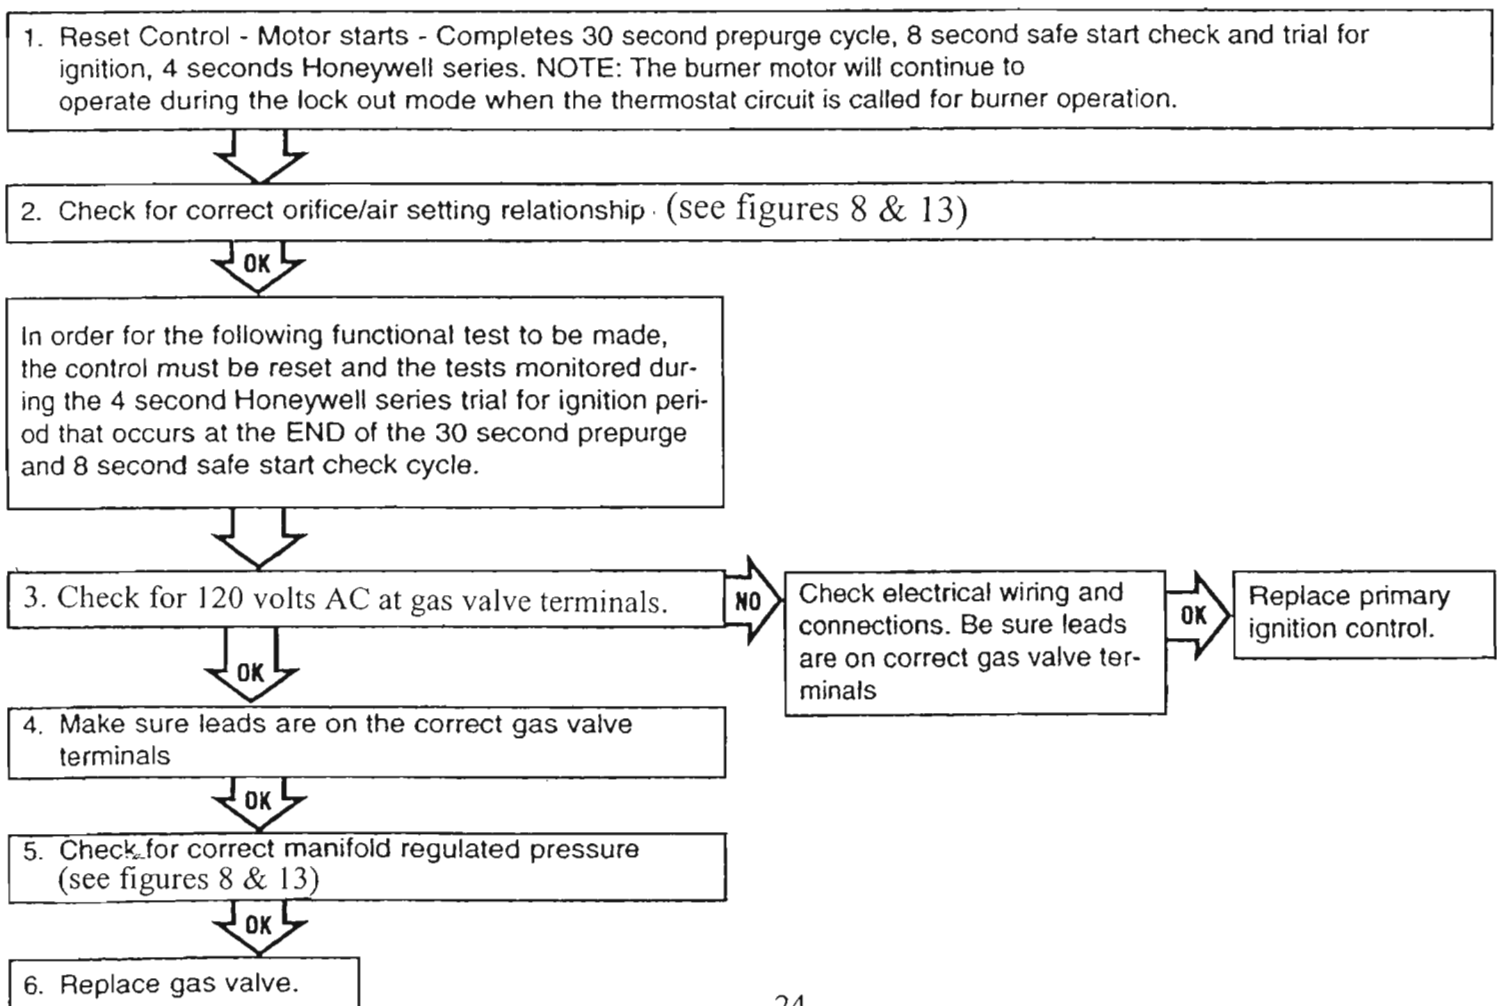 1. Reset Control - Motor starts - Completes 30 second prepurge cycle, 8 second safe start check and trial for
ignition, 4 seconds Honeywell series. NOTE: The burner motor will continue to
operate during the lock out mode when the thermostat circuit is called for burner operation.
2. Check for correct orifice/air setting relationship (see figures 8 & 13)
OK
In order for the following functional test to be made,
the control must be reset and the tests monitored dur-
ing the 4 second Honeywell series trial for ignition peri-
od that occurs at the END of the 30 second prepurge
and 8 second safe start check cycle.
3. Check for 120 volts AC at gas valve terminals.
NO
Check electrical wiring and
connections. Be sure leads
are on correct gas valve ter-
minals
OK
Replace primary
ignition control.
OK
4. Make sure leads are on the correct gas valve
terminals
OK
5. Check for correct manifold regulated pressure
(see figures 8 & 13)
OK
6. Replace gas valve.
24